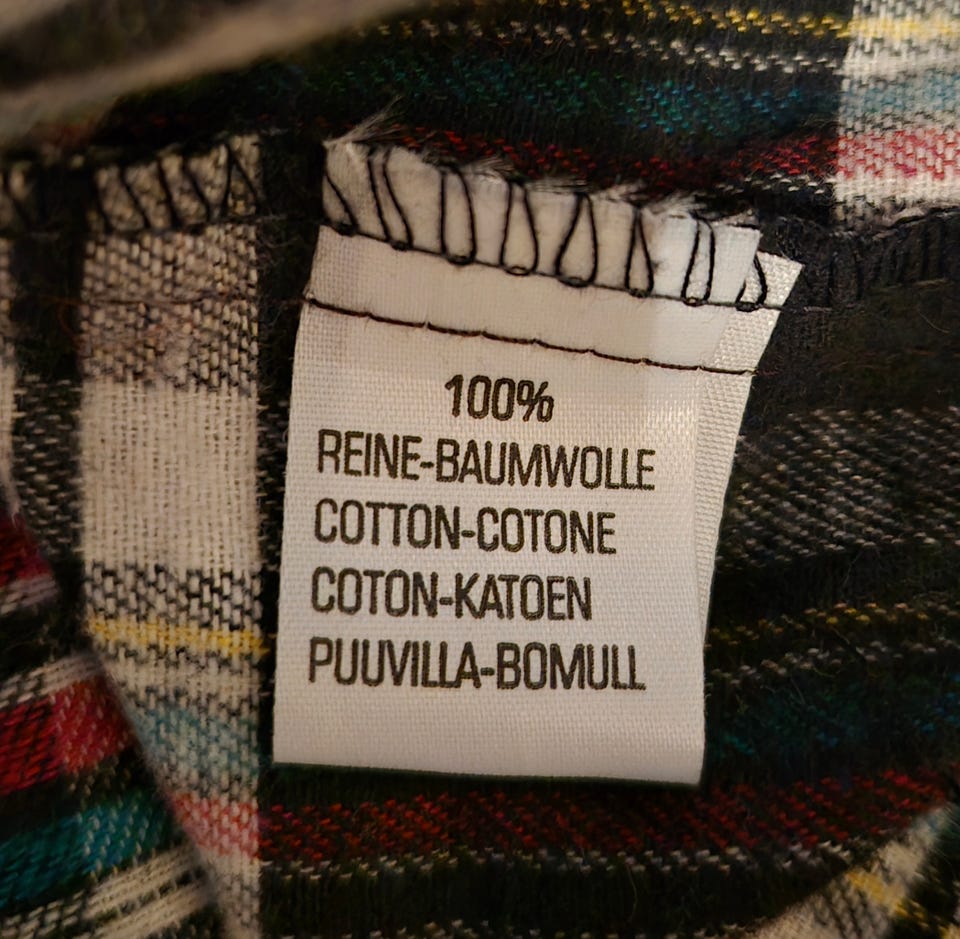 100%
REINE-BAUMWOLLE
COTTON-COTONE
COTON-KATOEN
PUUVILLA-BOMULL